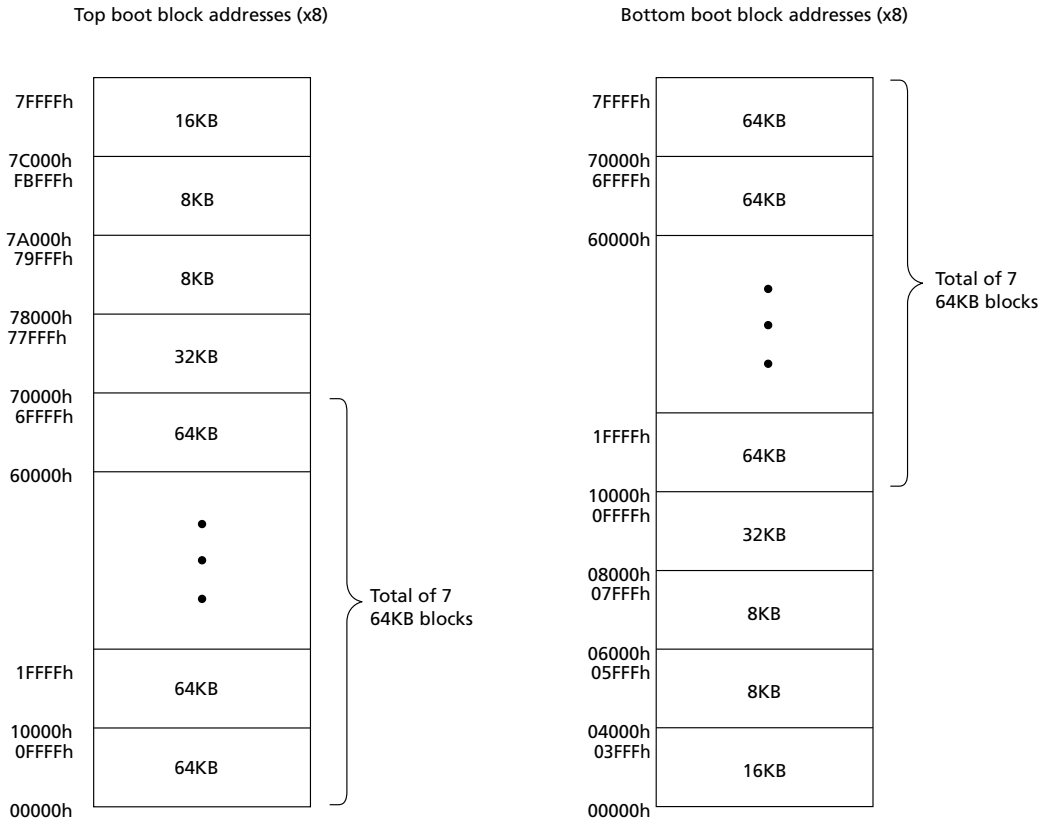 Top boot block addresses (x8)
7FFFFh
16KB
7C000h
FBFFFh
8KB
7A000h
79FFFh
8KB
78000h
77FFFh
32KB
70000h
6FFFFh
64KB
60000h
Total of 7
64KB blocks
1FFFFh
64KB
10000h
0FFFFh
64KB
00000h
Bottom boot block addresses (x8)
7FFFFh
64KB
70000h
6FFFFh
64KB
60000h
Total of 7
64KB blocks
1FFFFh
64KB
10000h
0FFFFh
32KB
08000h
07FFFh
8KB
06000h
05FFFh
8KB
04000h
03FFFh
16KB
00000h